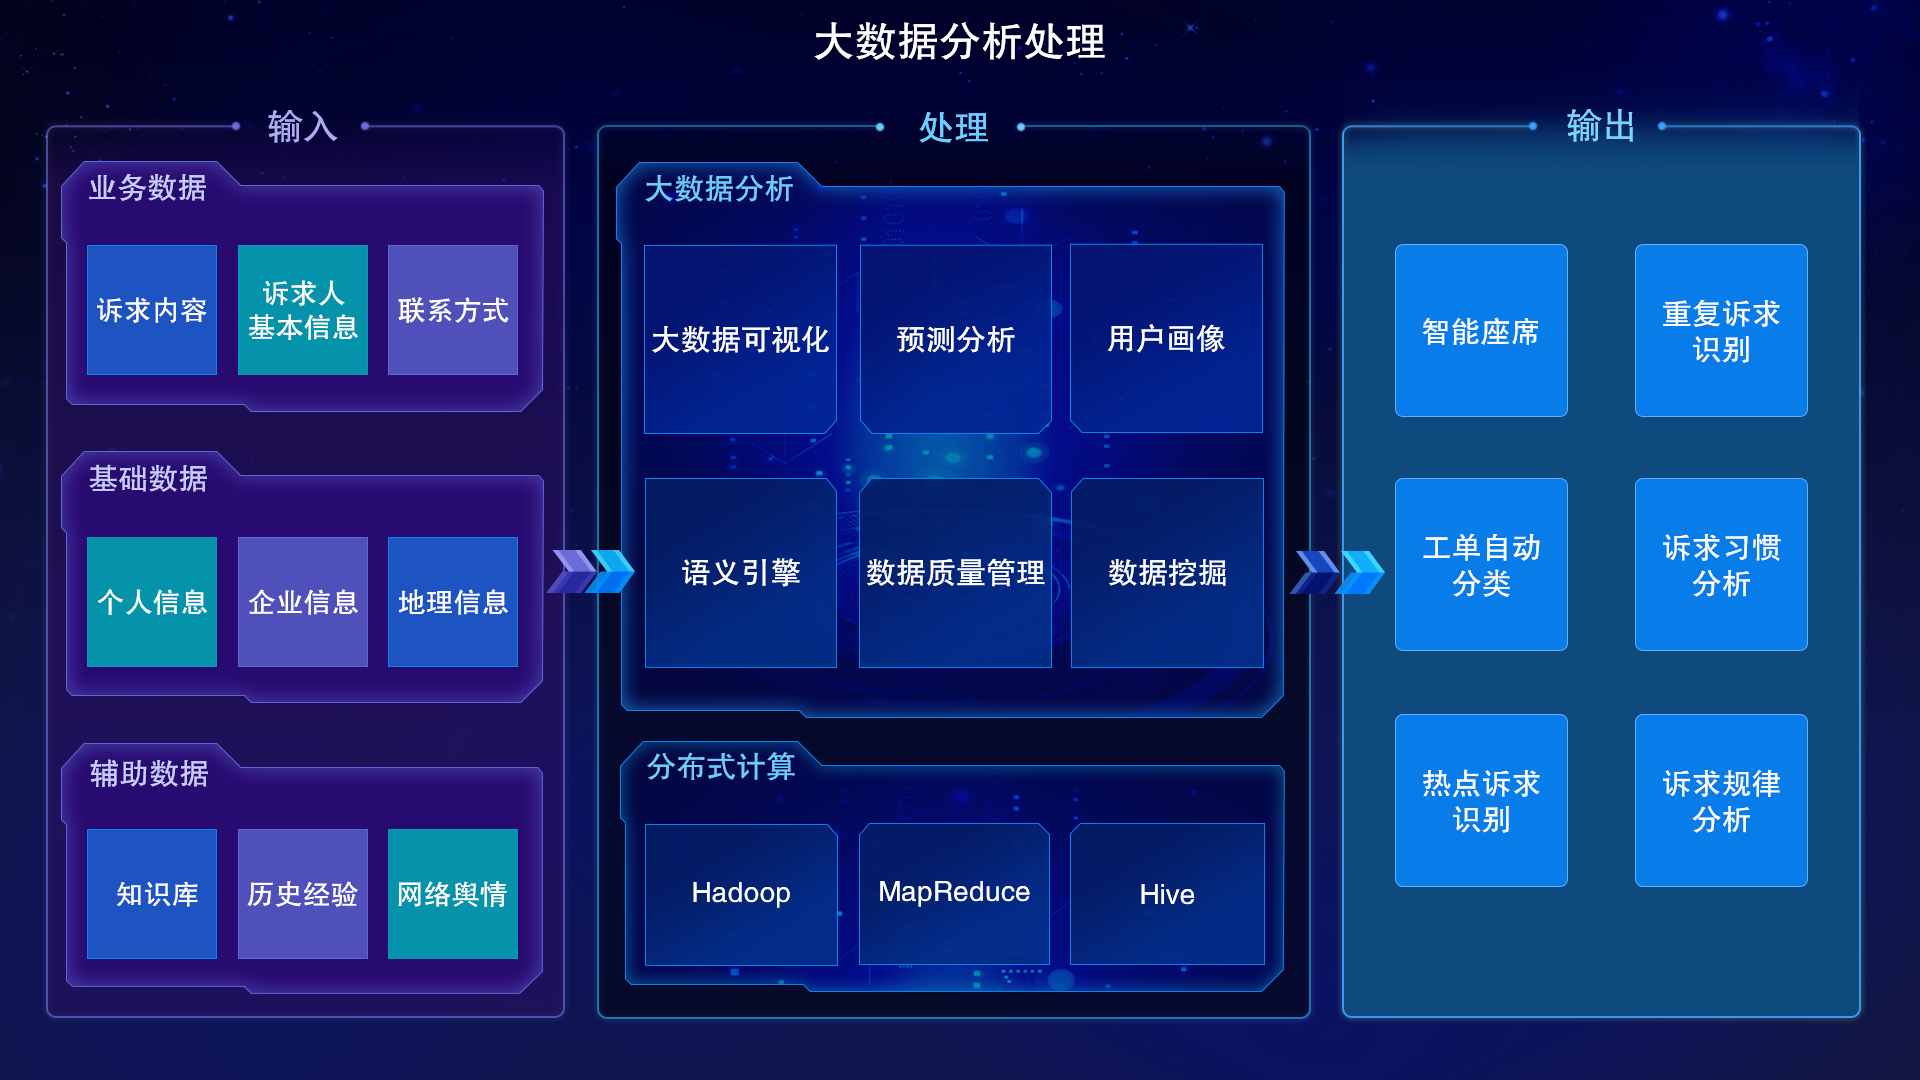 大数据分析处理
输入
业务数据
诉求内容
诉求人
基本信息
联系方式
基础数据
个人信息
企业信息
地理信息
辅助数据
知识库
历史经验
网络舆情
处理
大数据分析
大数据可视化
预测分析
用户画像
语义引擎
数据质量管理
数据挖掘
分布式计算
Hadoop
MapReduce
Hive
输出
智能座席
重复诉求
识别
工单自动
分类
诉求习惯
分析
热点诉求
识别
诉求规律
分析